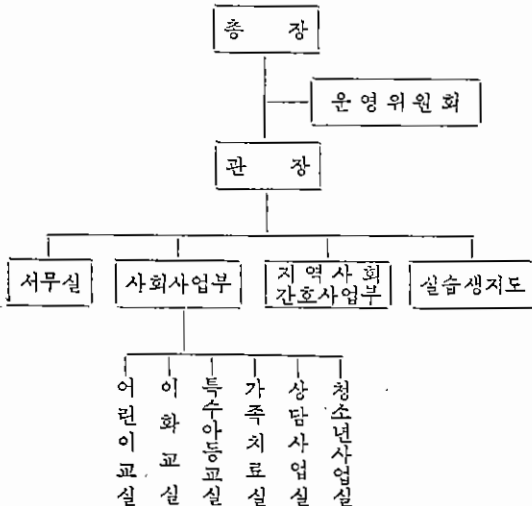 총 장
운영위원회
관 장
서무실
사회사업부
지역사회
간호사업부
실습생지도
어린이교실
이화교실
특수아동교실
가족치료실
상담사업실
청소년사업실